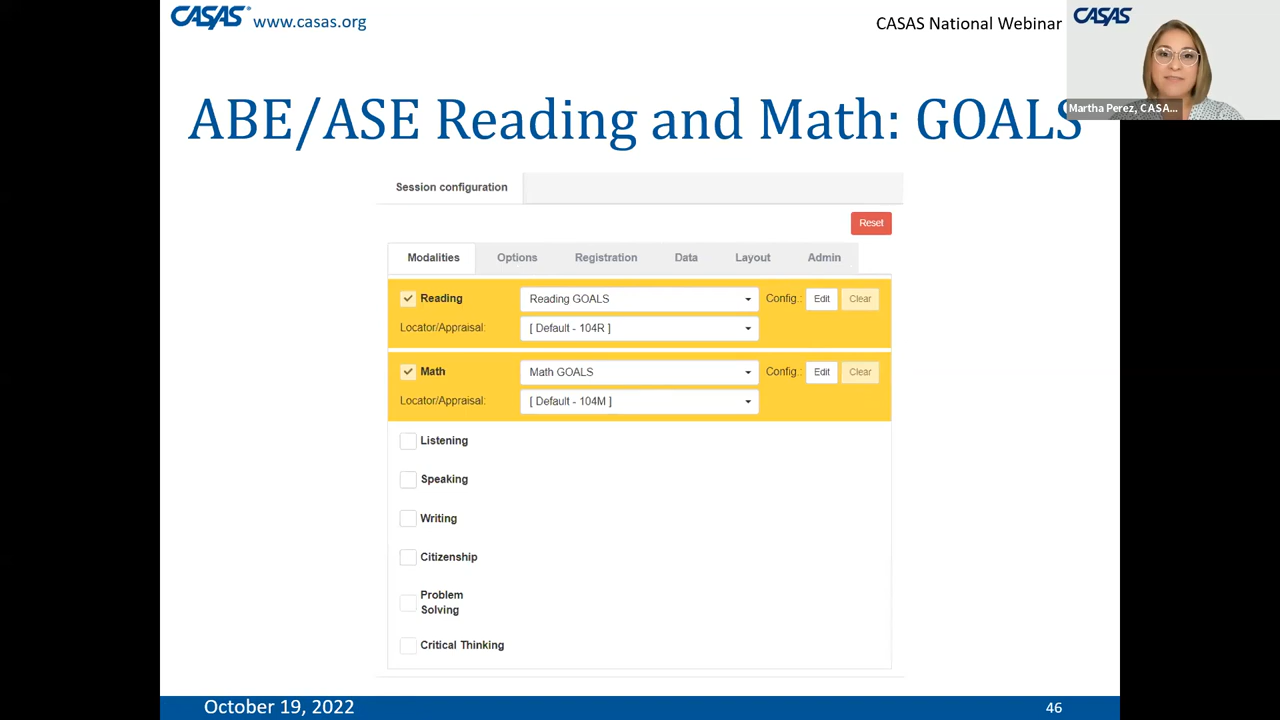 CASAS® www.casas.org
CASAS National Webinar
CASAS
Martha Perez, CASA...
ABE/ASE Reading and Math: GOALS
Session configuration
Reset
Modalities Options Registration Data Layout Admin
Reading Reading GOALS Config.: Edit Clear
Locator/Appraisal: [ Default - 104R ]
Math Math GOALS Config.: Edit Clear
Locator/Appraisal: [ Default - 104M ]
Listening
Speaking
Writing
Citizenship
Problem
Solving
Critical Thinking
October 19, 2022 46